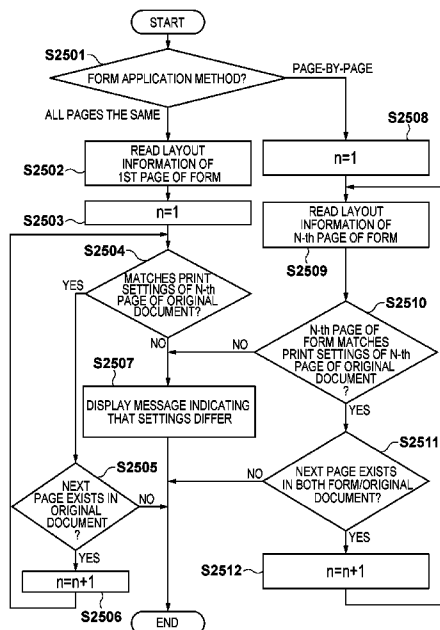 START
S2501
FORM APPLICATION METHOD?
PAGE-BY-PAGE
ALL PAGES THE SAME
S2508
READ LAYOUT
INFORMATION OF
1ST PAGE OF FORM
S2502
n=1
S2503
n=1
READ LAYOUT
INFORMATION OF
N-th PAGE OF FORM
S2509
S2504
MATCHES PRINT
SETTINGS OF N-th
PAGE OF ORIGINAL
DOCUMENT?
YES
NO
S2510
N-th PAGE OF
FORM MATCHES
PRINT SETTINGS OF N-th
PAGE OF ORIGINAL
DOCUMENT
?
NO
YES
S2507
DISPLAY MESSAGE INDICATING
THAT SETTINGS DIFFER
S2511
NEXT PAGE EXISTS
IN BOTH FORM/ORIGINAL
DOCUMENT?
NO
YES
S2505
NEXT
PAGE EXISTS IN
ORIGINAL
DOCUMENT
?
NO
YES
S2512
n=n+1
n=n+1
S2506
END